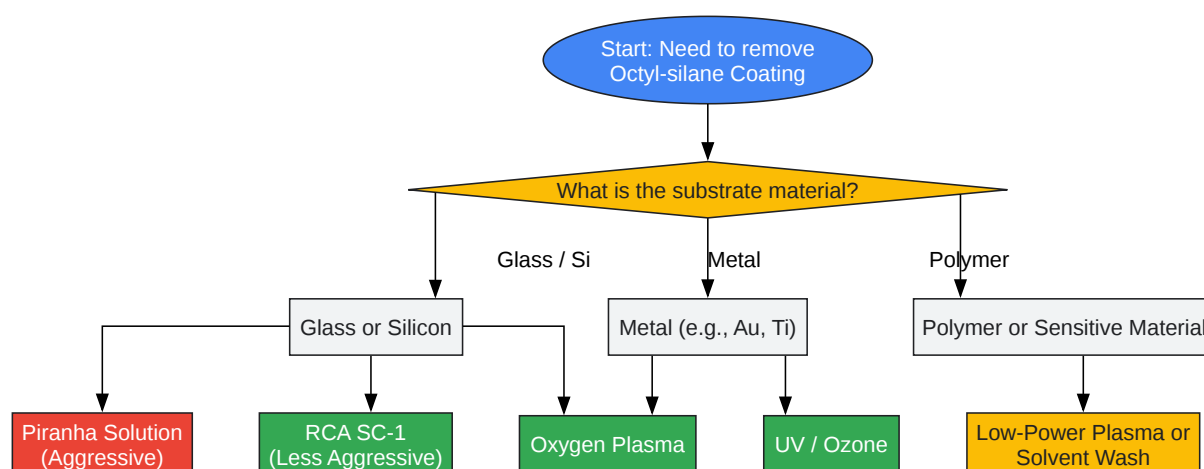 Start: Need to remove
Octyl-silane Coating
What is the substrate material?
Glass / Si
Metal
Polymer
Glass or Silicon
Metal (e.g., Au, Ti)
Polymer or Sensitive Material
Piranha Solution
(Aggressive)
RCA SC-1
(Less Aggressive)
Oxygen Plasma
UV / Ozone
Low-Power Plasma or
Solvent Wash